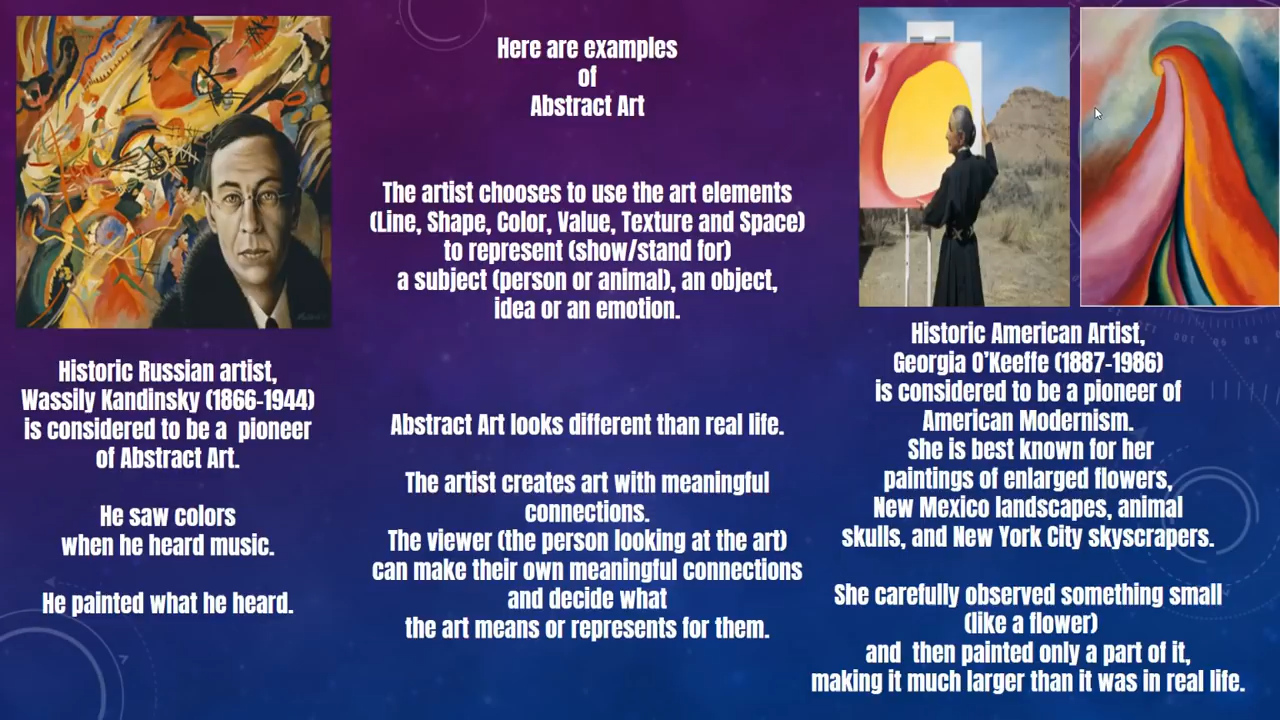 Here are examples
of
Abstract Art
The artist chooses to use the art elements
(Line, Shape, Color, Value, Texture and Space)
to represent (show/stand for)
a subject (person or animal), an object,
idea or an emotion.
Abstract Art looks different than real life.
The artist creates art with meaningful
connections.
The viewer (the person looking at the art)
can make their own meaningful connections
and decide what
the art means or represents for them.
Historic Russian artist,
Wassily Kandinsky (1866-1944)
is considered to be a  pioneer
of Abstract Art.
He saw colors
when he heard music.
He painted what he heard.
Historic American Artist,
Georgia O'Keeffe (1887-1986)
is considered to be a pioneer of
American Modernism.
She is best known for her
paintings of enlarged flowers,
New Mexico landscapes, animal
skulls, and New York City skyscrapers.
She carefully observed something small
(like a flower)
and  then painted only a part of it,
making it much larger than it was in real life.